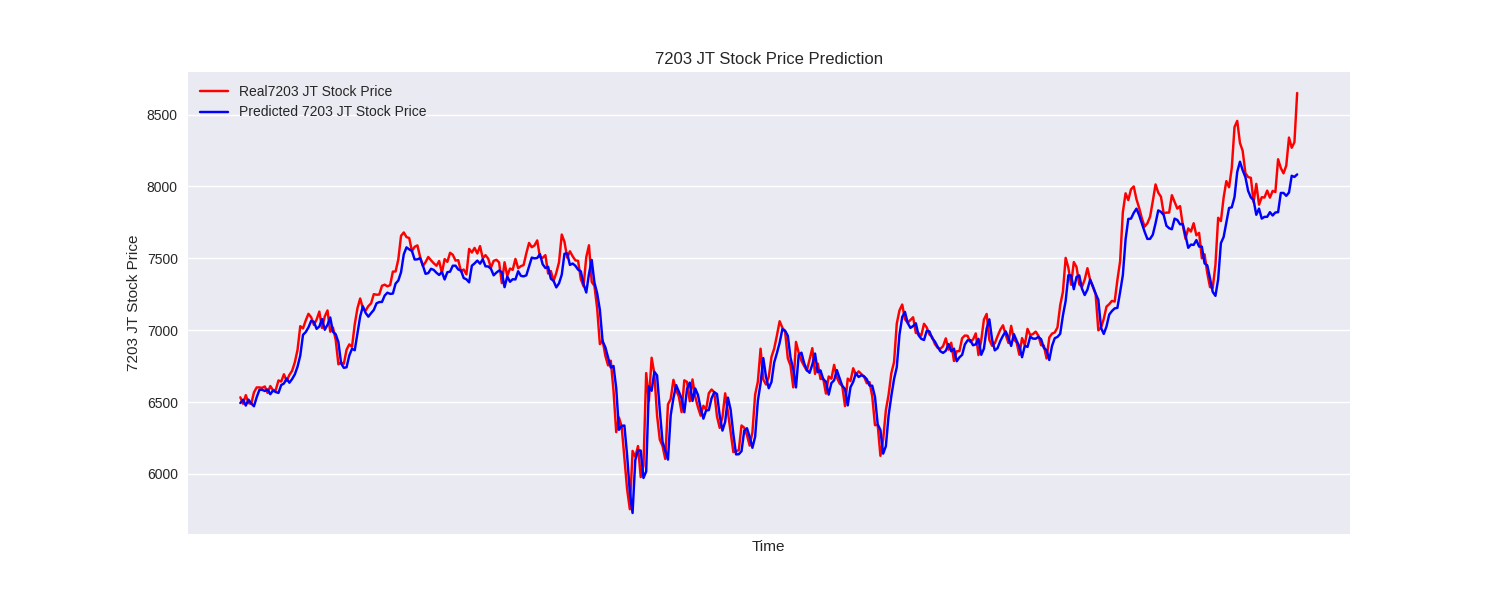 7203 JT Stock Price Prediction
Real7203 JT Stock Price
Predicted 7203 JT Stock Price
8500
8000
7500
7000
6500
6000
7203 JT Stock Price
Time